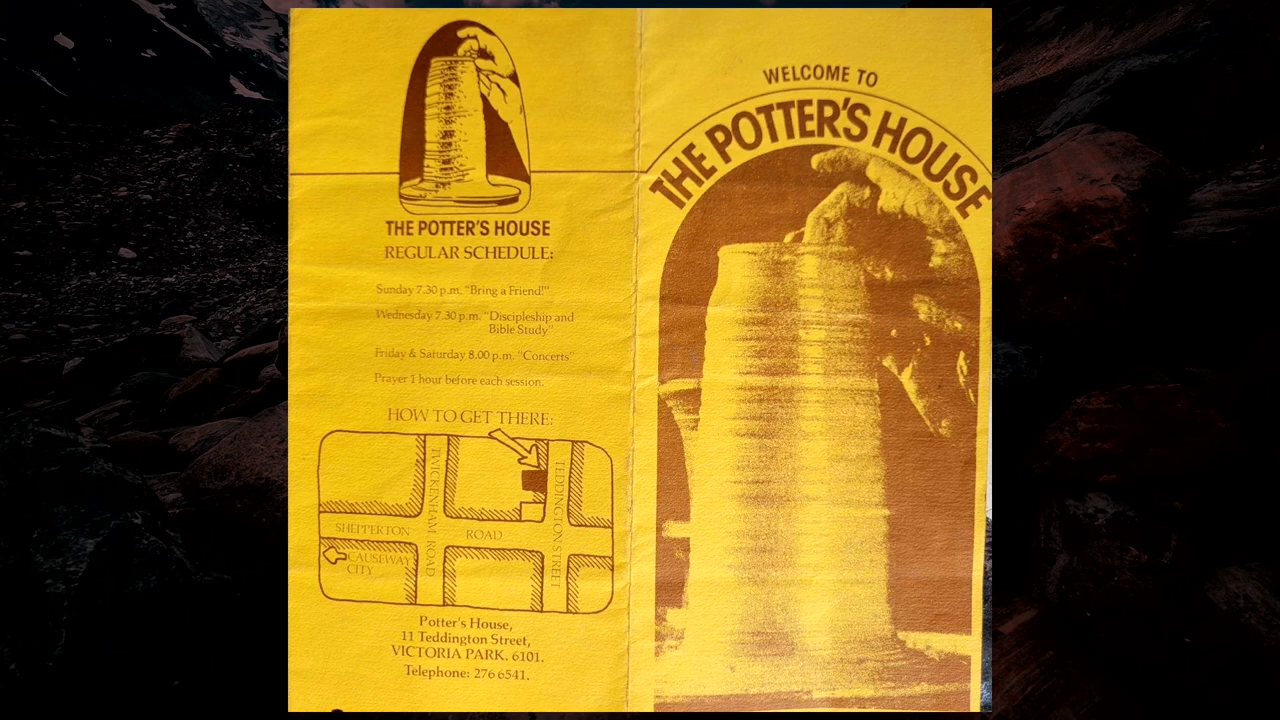 THE POTTER'S HOUSE
REGULAR SCHEDULE:
Sunday 7.30 p.m. "Bring a Friend!"
Wednesday 7.30 p.m. "Discipleship and
Bible Study"
Friday & Saturday 8.00 p.m. "Concerts"
Prayer 1 hour before each session.
HOW TO GET THERE:
TWICKENHAM ROAD
TEDDINGTON STREET
SHEPPERTON ROAD
CAUSEWAY
CITY
Potter's House,
11 Teddington Street,
VICTORIA PARK. 6101.
Telephone: 276 6541.
WELCOME TO
THE POTTER'S HOUSE